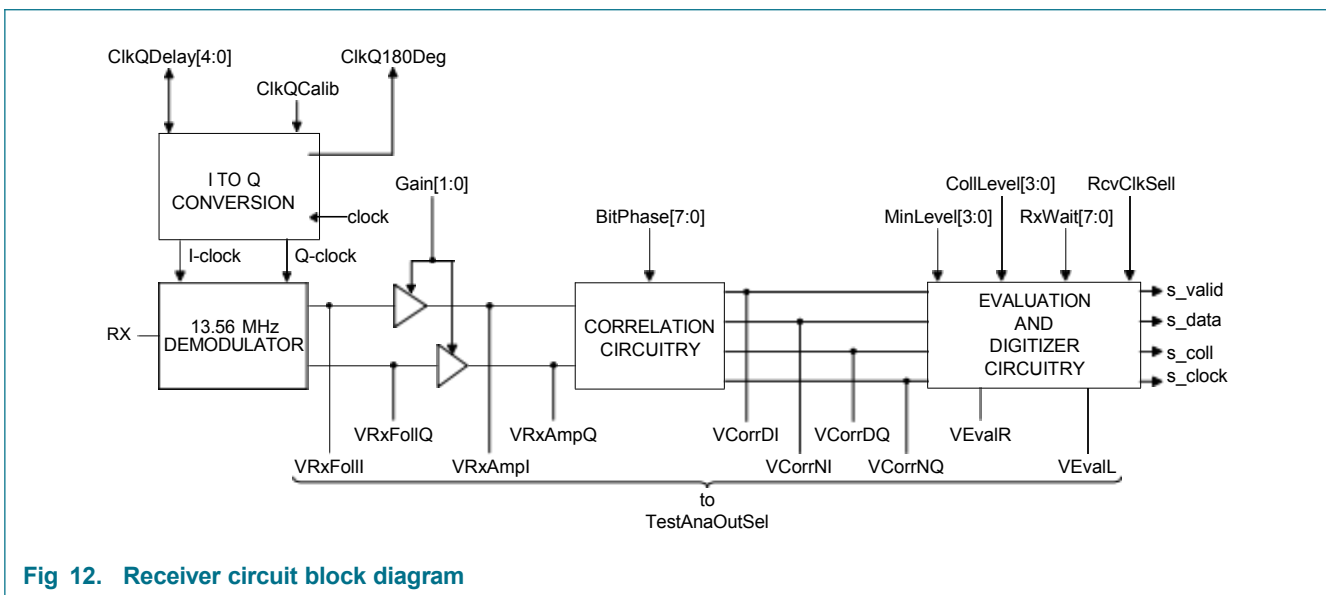 ClkQDelay[4:0]
ClkQ180Deg
ClkQCalib
I TO Q
CONVERSION
clock
Gain[1:0]
BitPhase[7:0]
CollLevel[3:0]
RcvClkSell
MinLevel[3:0]
RxWait[7:0]
I-clock
Q-clock
RX
13.56 MHz
DEMODULATOR
CORRELATION
CIRCUITRY
EVALUATION
AND
DIGITIZER
CIRCUITRY
s_valid
s_data
s_coll
s_clock
VRxFollQ
VRxAmpQ
VCorrDI
VCorrDQ
VEvalR
VRxFollI
VRxAmpI
VCorrNI
VCorrNQ
VEvalL
to
TestAnaOutSel
Fig 12. Receiver circuit block diagram